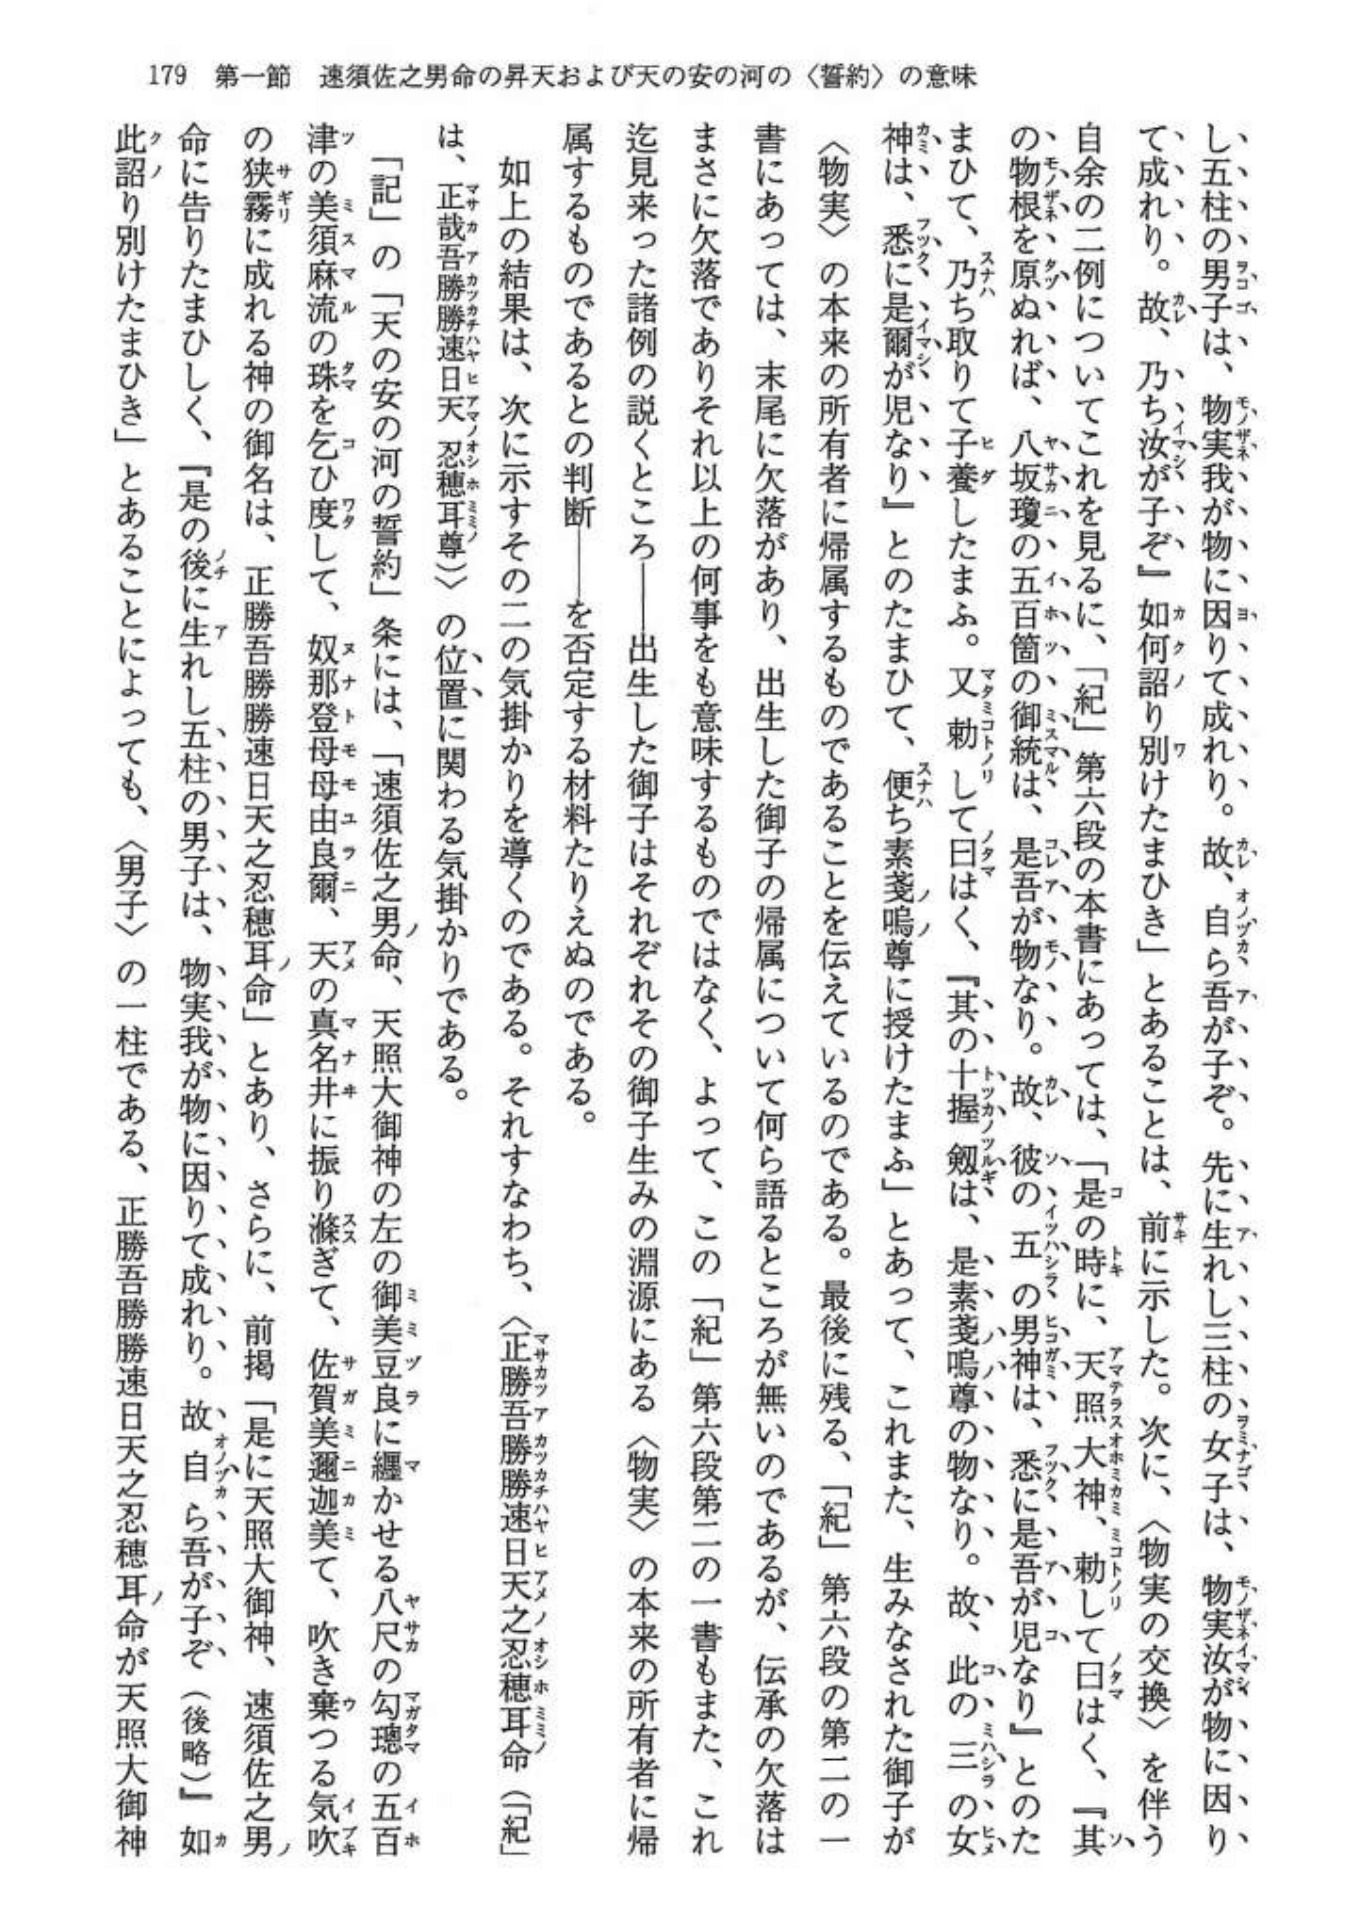 179　第一節　速須佐之男命の昇天および天の安の河の〈誓約〉の意味
し五柱の男子は、物実我が物に因りて成れり。故、自ら吾が子ぞ。先に生れし三柱の女子は、物実汝が物に因り
て成れり。故、乃ち汝が子ぞ』如何詔り別けたまひき」とあることは、前に示した。次に、〈物実の交換〉を伴う
自余の二例についてこれを見るに、「紀」第六段の本書にあっては、「是の時に、天照大神、勅して曰はく、『其
の物根を原ぬれば、八坂瓊の五百箇の御統は、是吾が物なり。故、彼の五の男神は、悉に是吾が児なり』とのた
まひて、乃ち取りて子養したまふ。又勅して曰はく、『其の十握剱は、是素戔嗚尊の物なり。故、此の三の女
神は、悉に是爾が児なり』とのたまひて、便ち素戔嗚尊に授けたまふ」とあって、これまた、生みなされた御子が
〈物実〉の本来の所有者に帰属するものであることを伝えているのである。最後に残る、「紀」第六段の第二の一
書にあっては、末尾に欠落があり、出生した御子の帰属について何ら語るところが無いのであるが、伝承の欠落は
まさに欠落でありそれ以上の何事をも意味するものではなく、よって、この「紀」第六段第二の一書もまた、これ
迄見来った諸例の説くところ――出生した御子はそれぞれその御子生みの淵源にある〈物実〉の本来の所有者に帰
属するものであるとの判断――を否定する材料たりえぬのである。
如上の結果は、次に示すその二の気掛かりを導くのである。それすなわち、〈正勝吾勝勝速日天之忍穂耳命（「紀」
は、正哉吾勝勝速日天忍穂耳尊）〉の位置に関わる気掛かりである。
「記」の「天の安の河の誓約」条には、「速須佐之男命、天照大御神の左の御美豆良に纒かせる八尺の勾璁の五百
津の美須麻流の珠を乞ひ度して、奴那登母母由良爾、天の真名井に振り滌ぎて、佐賀美邇迦美て、吹き棄つる気吹
の狭霧に成れる神の御名は、正勝吾勝勝速日天之忍穂耳命」とあり、さらに、前掲「是に天照大御神、速須佐之男
命に告りたまひしく、『是の後に生れし五柱の男子は、物実我が物に因りて成れり。故自ら吾が子ぞ（後略）』如
此詔り別けたまひき」とあることによっても、〈男子〉の一柱である、正勝吾勝勝速日天之忍穂耳命が天照大御神